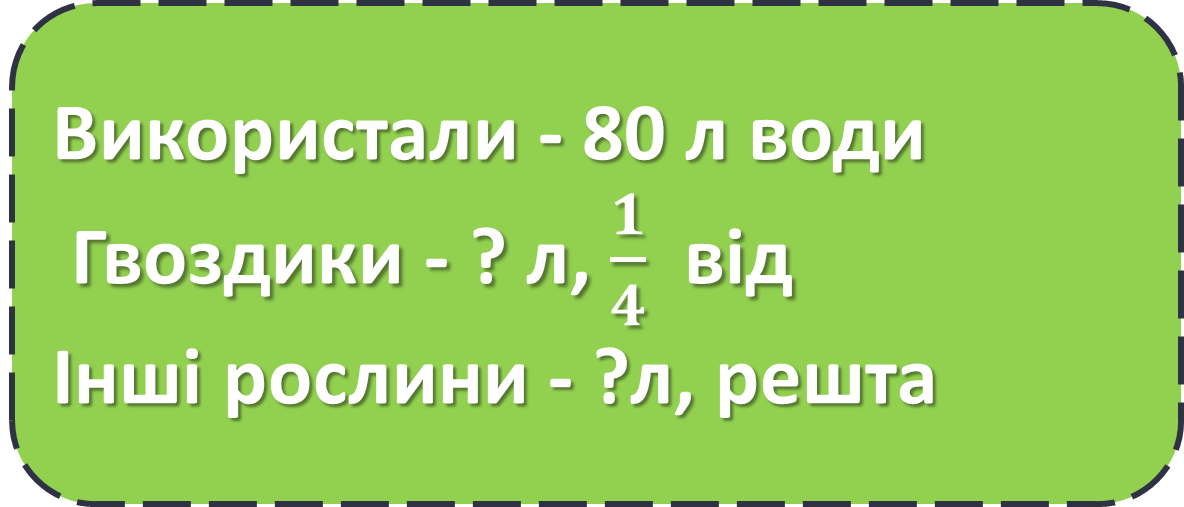 Використали - 80 л води
Гвоздики - ? л, 1/4 від
Інші рослини - ?л, решта